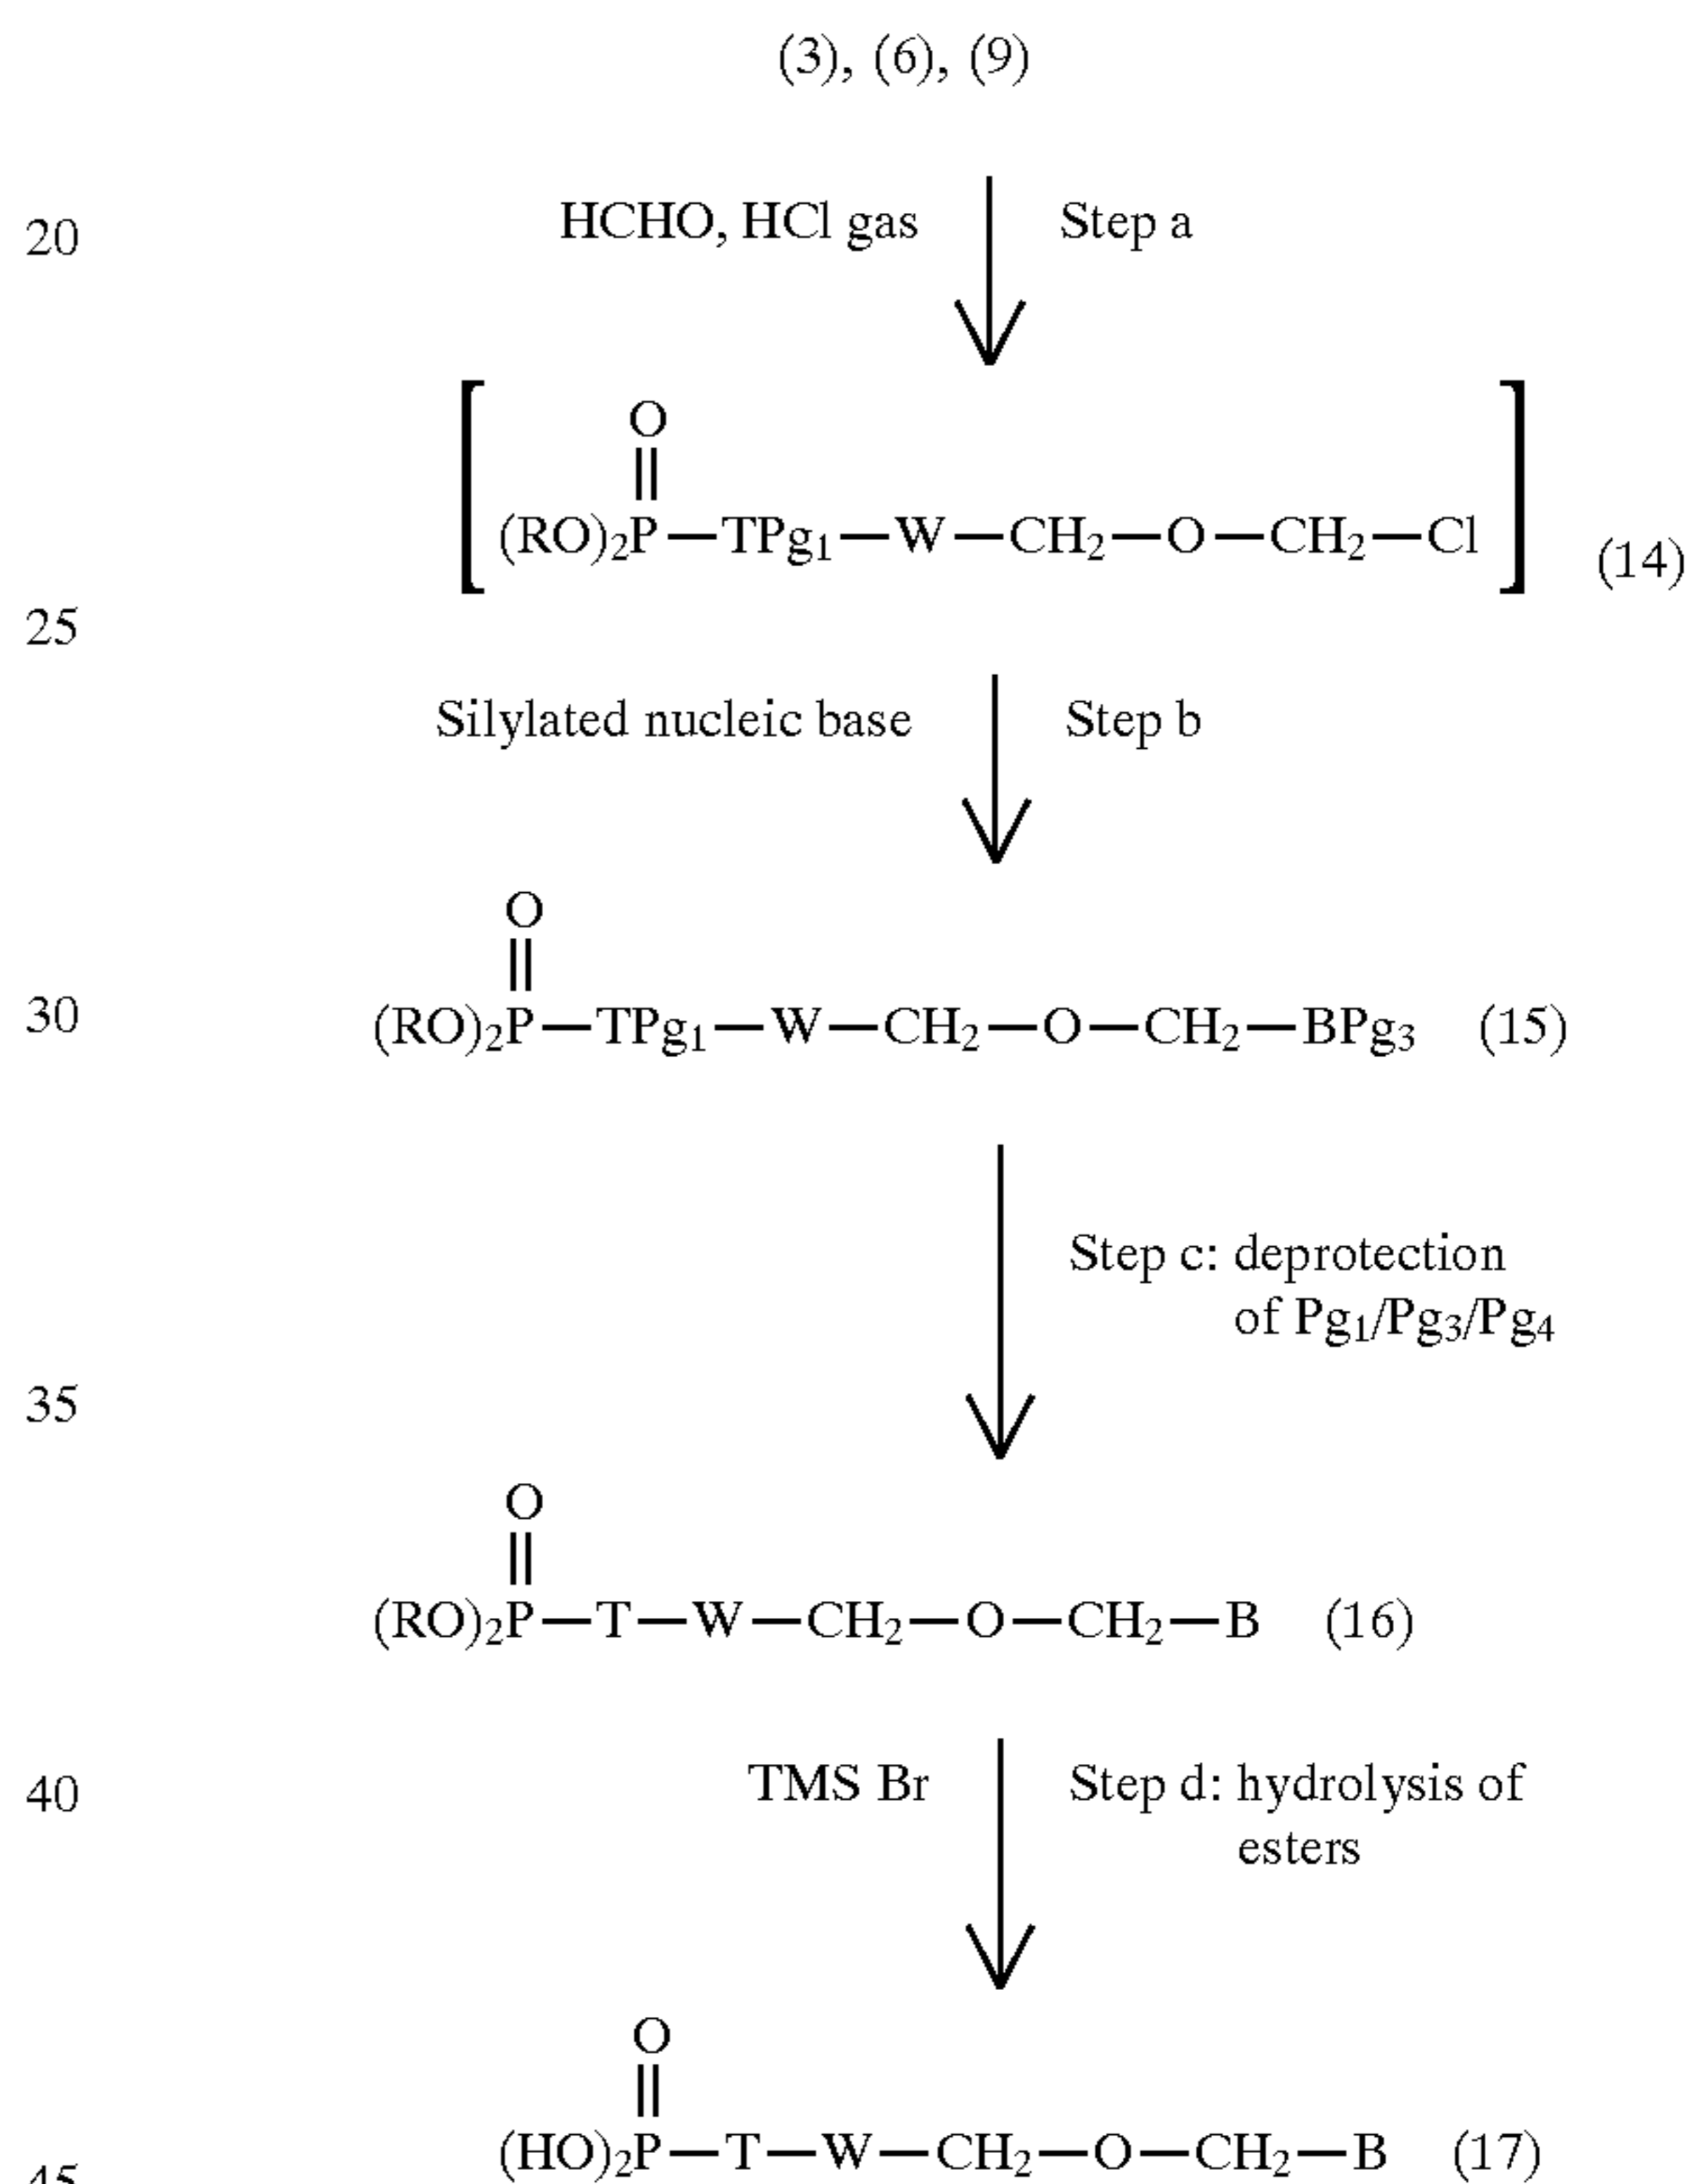 (3), (6), (9)
20 HCHO, HCl gas Step a
O
(RO)₂P—TPg₁—W—CH₂—O—CH₂—Cl (14)
25
Silylated nucleic base Step b
O
30 (RO)₂P—TPg₁—W—CH₂—O—CH₂—BPg₃ (15)
Step c: deprotection
of Pg₁/Pg₃/Pg₄
35
O
(RO)₂P—T—W—CH₂—O—CH₂—B (16)
40 TMS Br Step d: hydrolysis of
esters
O
(HO)₂P—T—W—CH₂—O—CH₂—B (17)
45